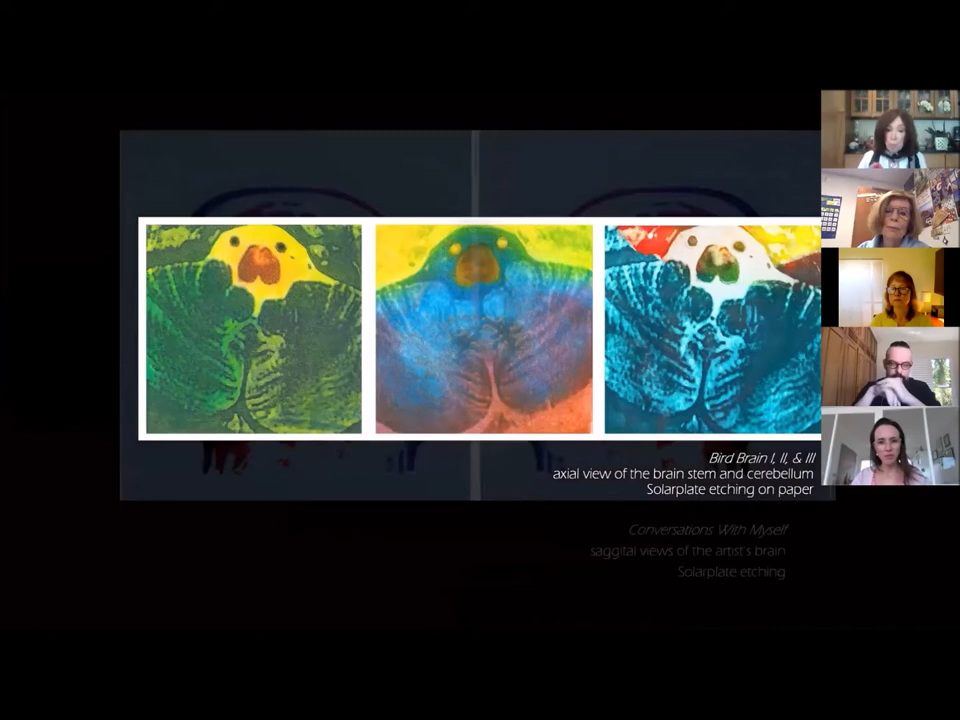 Bird Brain I, II, & III
axial view of the brain stem and cerebellum
Solarplate etching on paper
Conversations With Myself
saggital views of the artist's brain
Solarplate etching